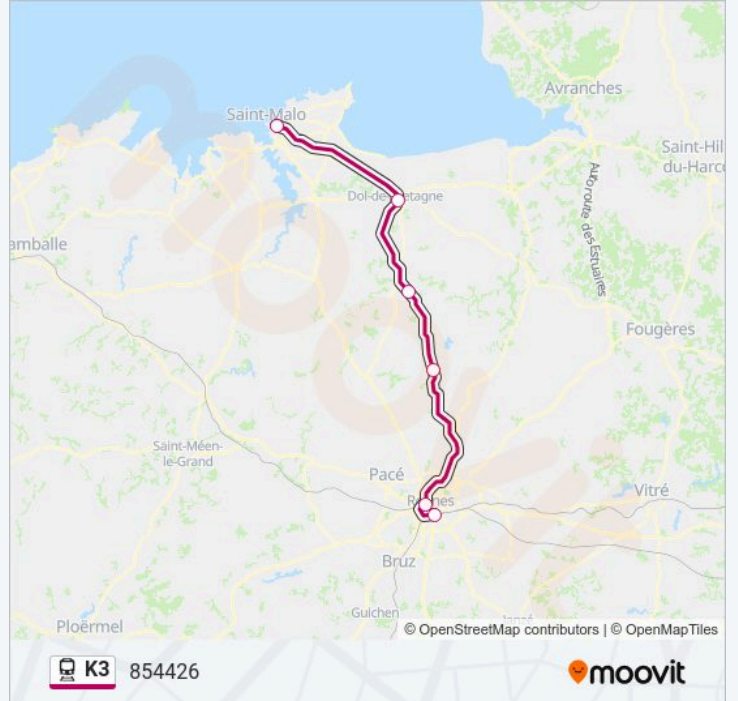 Avranches
Saint-Malo
Saint-Hil
du-Harco
Autoroute des Estuaires
Dol-de-Bretagne
amballe
Fougères
Saint-Méen-
le-Grand
Pacé
Rennes
Vitré
Bruz
Guichen
Ploërmel
© OpenStreetMap contributors | © OpenMapTiles
K3 854426
moovit